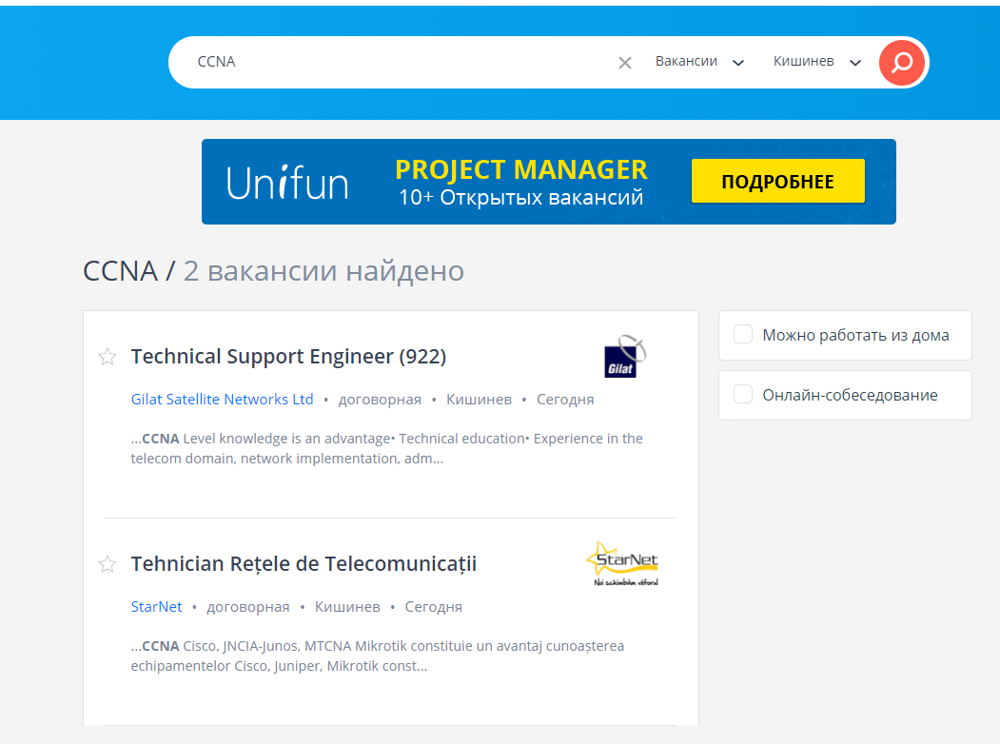 CCNA
Вакансии
Кишинев
Unifun
PROJECT MANAGER
10+ Открытых вакансий
ПОДРОБНЕЕ
CCNA / 2 вакансии найдено
Technical Support Engineer (922)
Gilat
Gilat Satellite Networks Ltd • договорная • Кишинев • Сегодня
...CCNA Level knowledge is an advantage• Technical education• Experience in the
telecom domain, network implementation, adm...
Можно работать из дома
Онлайн-собеседование
Tehnician Rețele de Telecomunicații
StarNet
Noi schimbăm viitorul
StarNet • договорная • Кишинев • Сегодня
...CCNA Cisco, JNCIA-Junos, MTCNA Mikrotik constituie un avantaj cunoașterea
echipamentelor Cisco, Juniper, Mikrotik const...